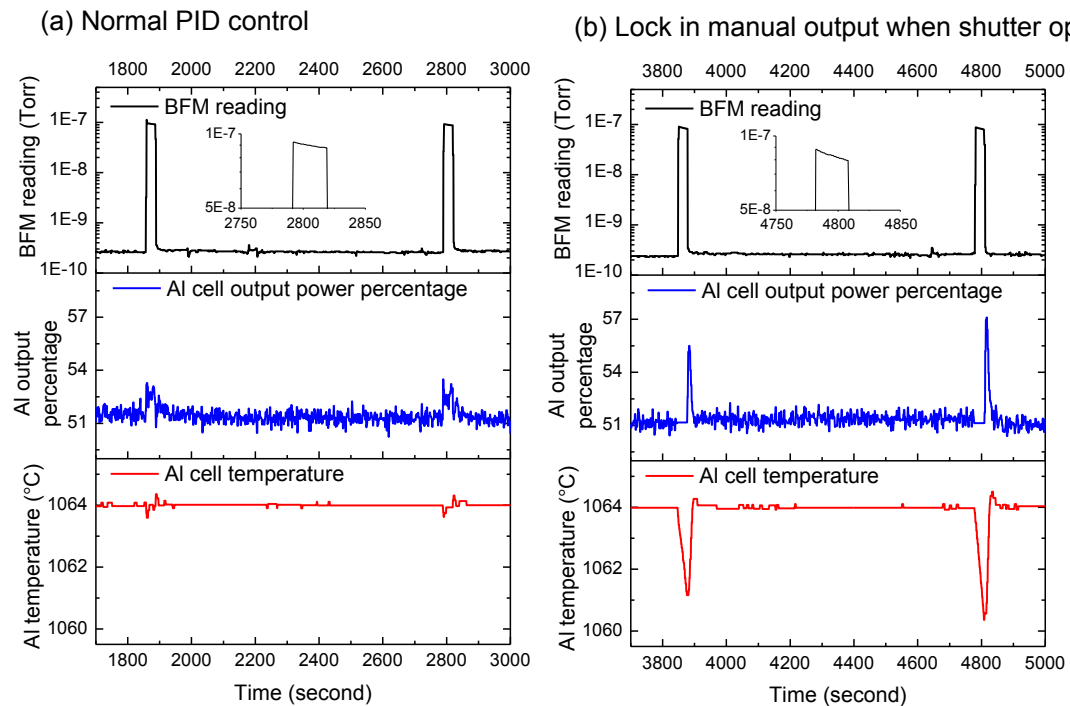 (a) Normal PID control
1800 2000 2200 2400 2600 2800 3000
BFM reading (Torr)
1E-7
1E-8
1E-9
1E-10
BFM reading
1E-7
5E-8
2750 2800 2850
Al output
percentage
57
54
51
Al cell output power percentage
Al temperature (°C)
1064
1062
1060
Al cell temperature
1800 2000 2200 2400 2600 2800 3000
Time (second)
(b) Lock in manual output when shutter op
3800 4000 4200 4400 4600 4800 5000
BFM reading (Torr)
1E-7
1E-8
1E-9
1E-10
BFM reading
1E-7
5E-8
4750 4800 4850
Al output
percentage
57
54
51
Al cell output power percentage
Al temperature (°C)
1064
1062
1060
Al cell temperature
3800 4000 4200 4400 4600 4800 5000
Time (second)